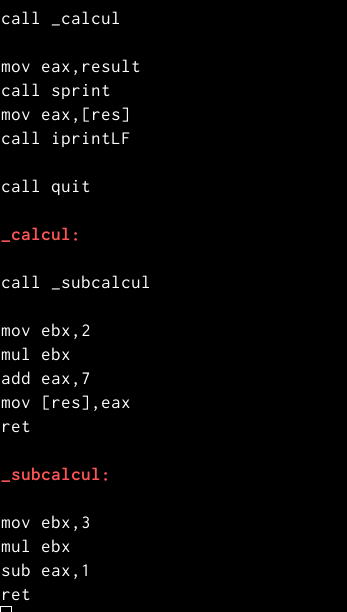 call _calcul
mov eax,result
call sprint
mov eax,[res]
call iprintLF
call quit
_calcul:
call _subcalcul
mov ebx,2
mul ebx
add eax,7
mov [res],eax
ret
_subcalcul:
mov ebx,3
mul ebx
sub eax,1
ret